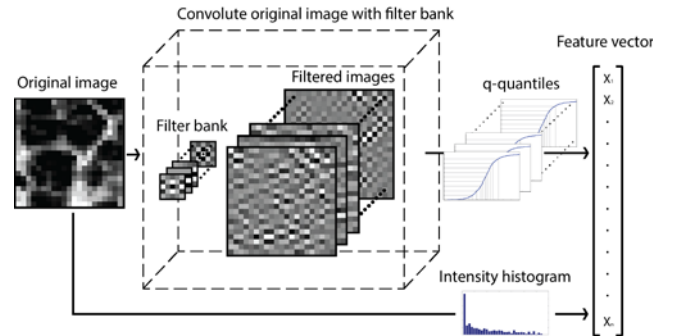 Convolute original image with filter bank
Feature vector
Original image
Filtered images
q-quantiles
Filter bank
X₁
X₂
Intensity histogram